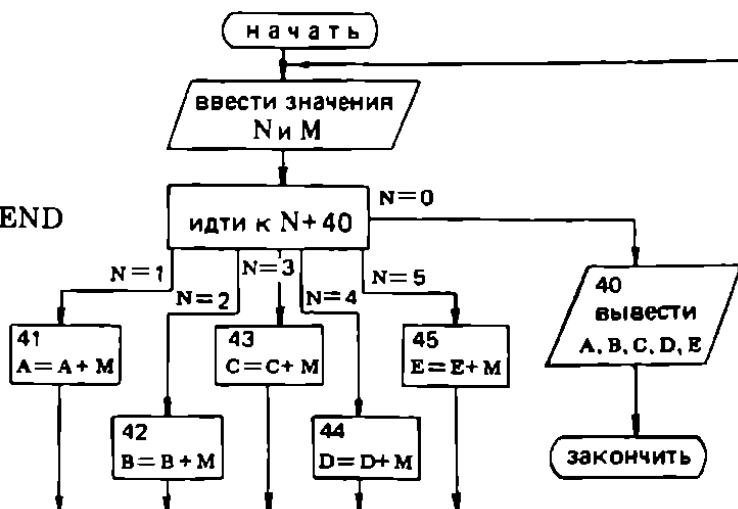 начать
ввести значения
N и M
END
идти к N+40
N=0
N=1
N=2
N=3
N=4
N=5
40
вывести
A, B, C, D, E
41
A=A+M
43
C=C+M
45
E=E+M
42
B=B+M
44
D=D+M
закончить